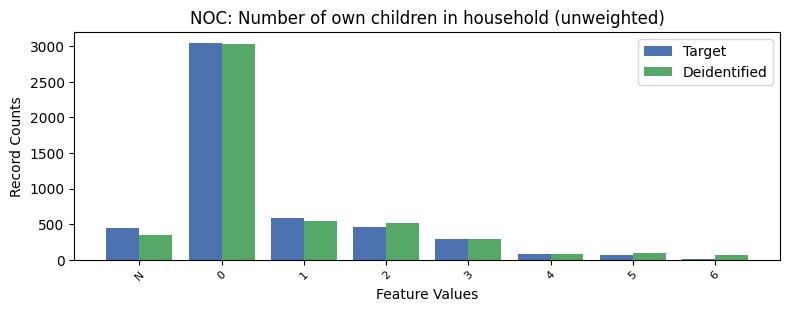 NOC: Number of own children in household (unweighted)
Target
Deidentified
Record Counts
3000
2500
2000
1500
1000
500
0
N 0 1 2 3 4 5 6
Feature Values